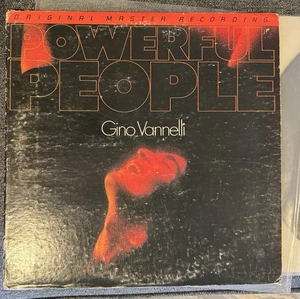 ORIGINAL MASTER RECORDING
POWERFUL
PEOPLE
Gino Vannelli